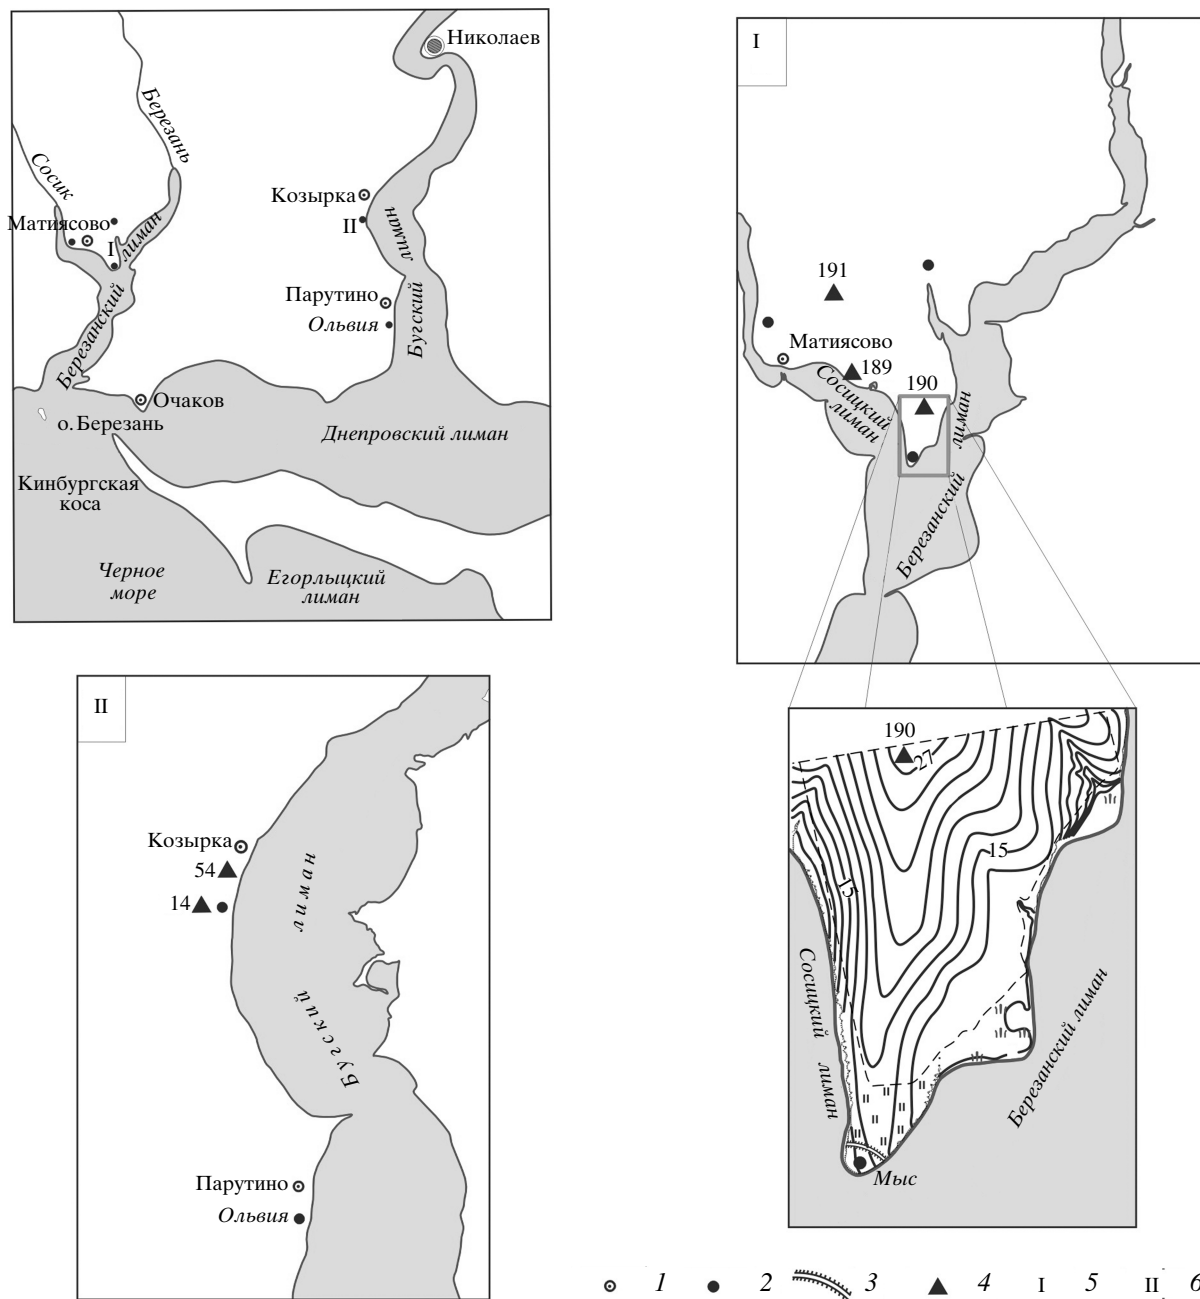 Николаев
Березань
Сосик
Козырка
II
Матиясово
I
лиман
лиман
Парутино
Ольвия
Бугский
Березанский
Очаков
о. Березань
Днепровский лиман
Кинбургская
коса
Черное
море
Егорлыцкий
лиман
I
191
Матиясово
189
190
Сосицкий
лиман
лиман
Березанский
II
Козырка
54
14
лиман
Бугский
Парутино
Ольвия
190
27
15
15
Сосицкий
лиман
Березанский лиман
Мыс
1 2 3 4 I 5 II 6